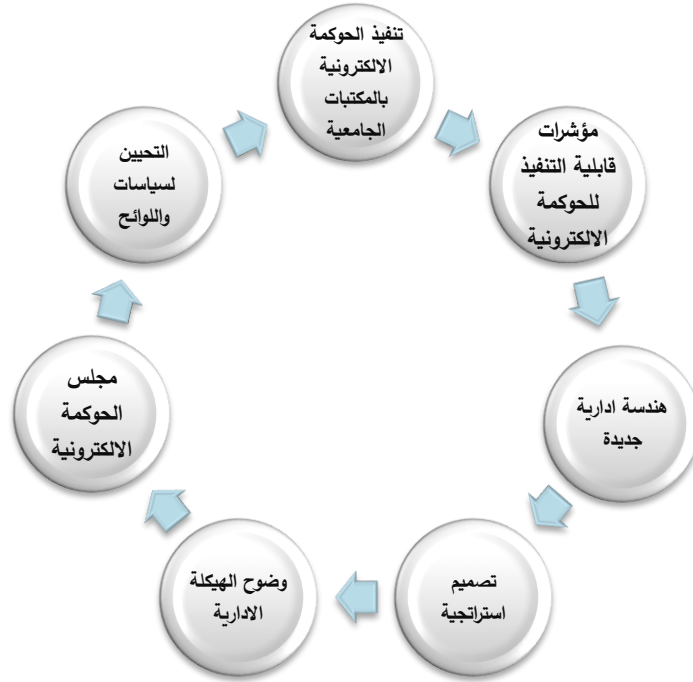 تنفيذ الحوكمة
الالكترونية
بالمكتبات
الجامعية
مؤشرات
قابلية التنفيذ
للحوكمة
الالكترونية
هندسة ادارية
جديدة
تصميم
استراتجية
وضوح الهيكلة
الادارية
مجلس
الحوكمة
الالكترونية
التحيين
لسياسات
واللوائح